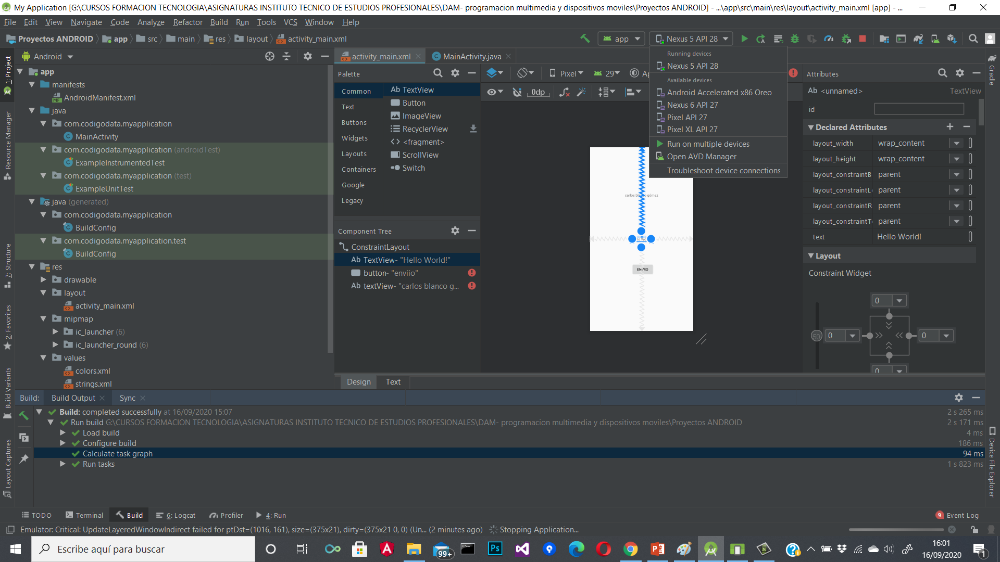 My Application [G:\CURSOS FORMACION TECNOLOGIA\ASIGNATURAS INSTITUTO TECNICO DE ESTUDIOS PROFESIONALES\DAM- programacion multimedia y dispositivos moviles\Proyectos ANDROID] - ...\app\src\main\res\layout\activity_main.xml [app] - ...
File Edit View Navigate Code Analyze Refactor Build Run Tools VCS Window Help
Proyectos ANDROID app src main res layout activity_main.xml
app
Nexus 5 API 28
1: Project
Resource Manager
7: Structure
2: Favorites
Build Variants
Layout Captures
Android
app
manifests
AndroidManifest.xml
java
com.codigodata.myapplication
MainActivity
com.codigodata.myapplication (androidTest)
ExampleInstrumentedTest
com.codigodata.myapplication (test)
ExampleUnitTest
java (generated)
com.codigodata.myapplication
BuildConfig
com.codigodata.myapplication.test
BuildConfig
res
drawable
layout
activity_main.xml
mipmap
ic_launcher (6)
ic_launcher_round (6)
values
colors.xml
strings.xml
activity_main.xml
MainActivity.java
Palette
Common
Text
Buttons
Widgets
Layouts
Containers
Google
Legacy
Ab TextView
Button
ImageView
RecyclerView
<fragment>
ScrollView
Switch
Component Tree
ConstraintLayout
Ab TextView- "Hello World!"
button- "enviio"
Ab textView- "carlos blanco g...
Pixel
29
0dp
Running devices
Nexus 5 API 28
Available devices
Android Accelerated x86 Oreo
Nexus 6 API 27
Pixel API 27
Pixel XL API 27
Run on multiple devices
Open AVD Manager
Troubleshoot device connections
Design
Text
Attributes
Ab <unnamed> TextView
id
Declared Attributes
layout_width wrap_content
layout_height wrap_content
layout_constraintB parent
layout_constraintL parent
layout_constraintR parent
layout_constraintT parent
text Hello World!
Layout
Constraint Widget
0
50
0
0
0
Gradle
Device File Explorer
Build: Build Output Sync
Build: completed successfully at 16/09/2020 15:07 2 s 265 ms
Run build G:\CURSOS FORMACION TECNOLOGIA\ASIGNATURAS INSTITUTO TECNICO DE ESTUDIOS PROFESIONALES\DAM- programacion multimedia y dispositivos moviles\Proyectos ANDROID 2 s 171 ms
Load build 4 ms
Configure build 186 ms
Calculate task graph 94 ms
Run tasks 1 s 823 ms
TODO Terminal Build 6: Logcat Profiler 4: Run
9 Event Log
Emulator: Critical: UpdateLayeredWindowIndirect failed for ptDst=(1016, 161), size=(375x21), dirty=(375x21 0, 0) (Un... (2 minutes ago) Stopping Application...
Escribe aquí para buscar
99+
Ps
16:01
16/09/2020
1